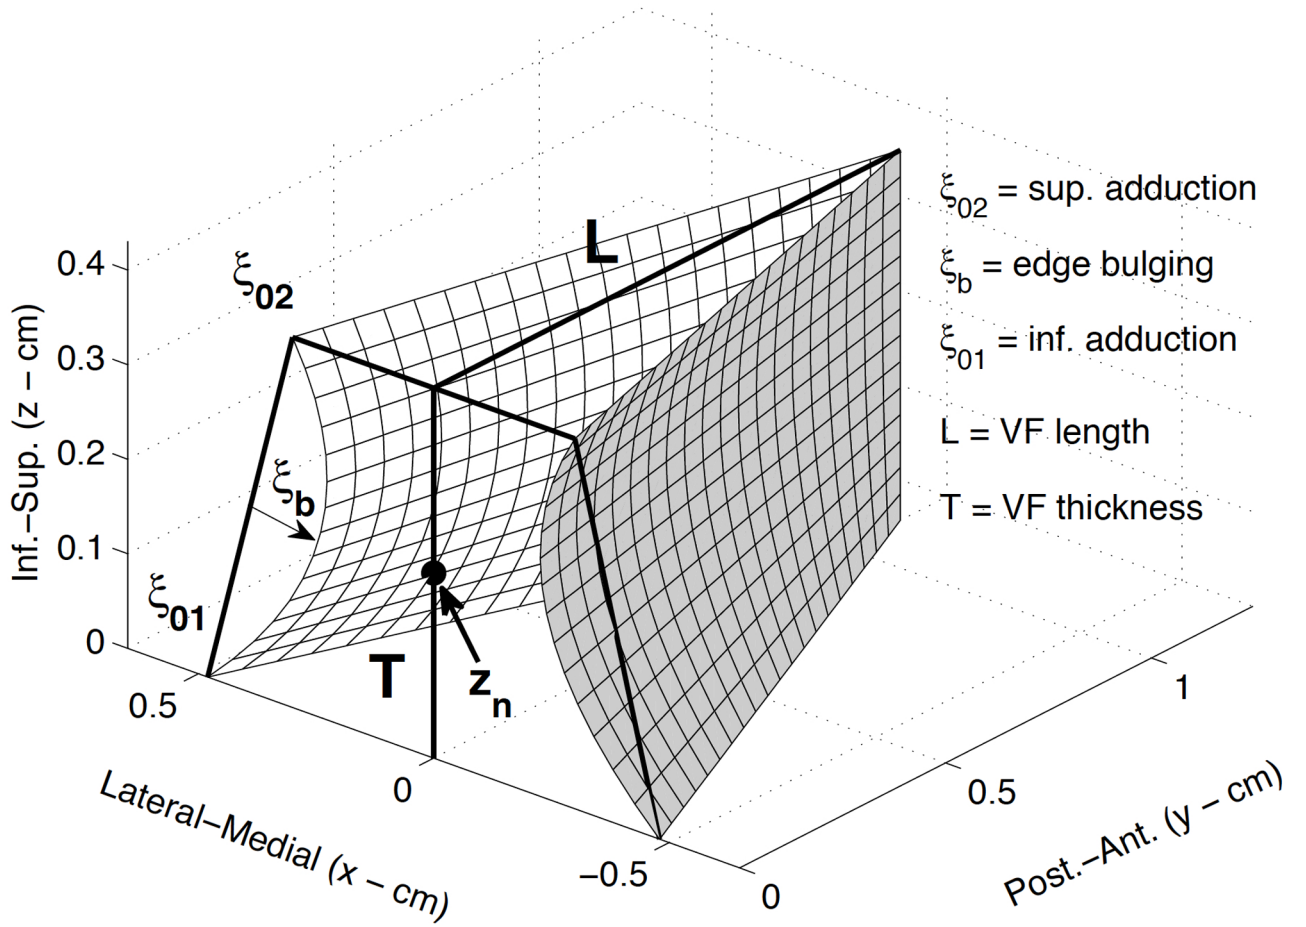 ξ02 = sup. adduction
L
ξ02
0.4
ξb = edge bulging
0.3
ξ01 = inf. adduction
Inf.–Sup. (z – cm)
0.2
L = VF length
ξb
T = VF thickness
0.1
ξ01
0
T
zn
0.5
1
0
0.5
Lateral–Medial (x – cm)
–0.5
0
Post.–Ant. (y – cm)